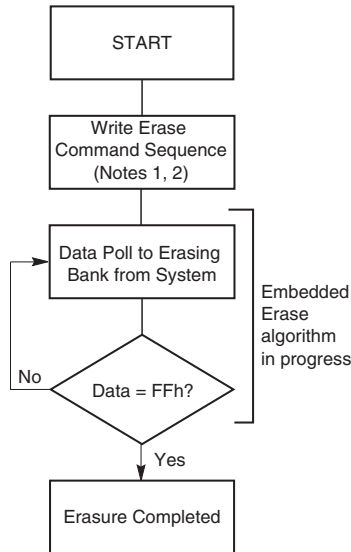 START
Write Erase
Command Sequence
(Notes 1, 2)
Data Poll to Erasing
Bank from System
Embedded
Erase
algorithm
in progress
No
Data = FFh?
Yes
Erasure Completed